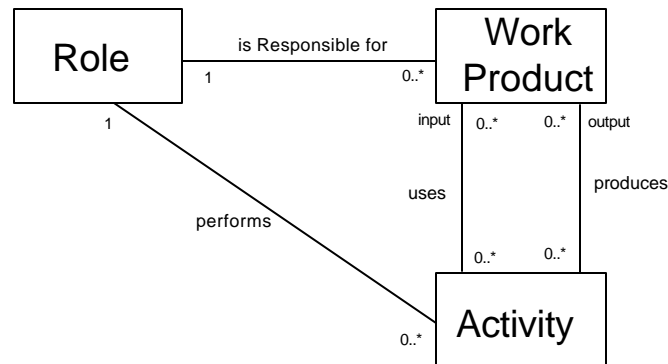 Role
is Responsible for
Work
Product
1
0..*
1
input
0..*
0..*
output
uses
produces
performs
0..*
0..*
0..*
Activity